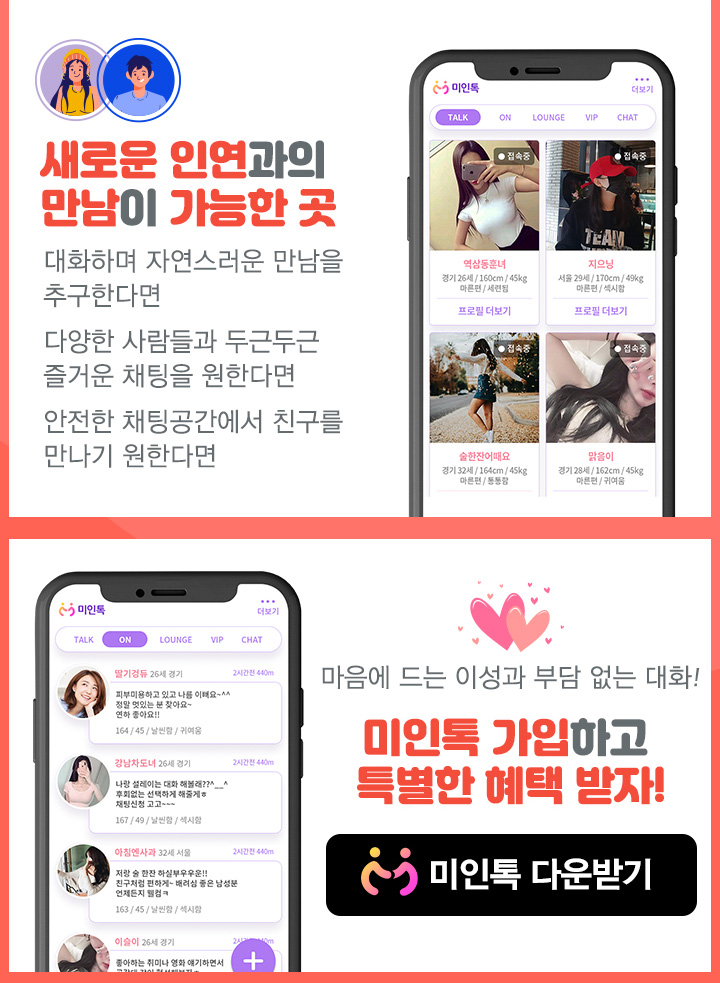 새로운 인연과의
만남이 가능한 곳
대화하며 자연스러운 만남을
추구한다면
다양한 사람들과 두근두근
즐거운 채팅을 원한다면
안전한 채팅공간에서 친구를
만나기 원한다면
미인톡
더보기
TALK ON LOUNGE VIP CHAT
접속중
접속중
TEAM
역삼동훈녀
경기 26세 / 160cm / 45kg
마른편 / 세련됨
프로필 더보기
지으닝
서울 29세 / 170cm / 49kg
마른편 / 섹시함
프로필 더보기
접속중
접속중
술한잔어때요
경기 32세 / 164cm / 45kg
마른편 / 통통함
맑음이
경기 28세 / 162cm / 45kg
마른편 / 귀여움
미인톡
더보기
TALK ON LOUNGE VIP CHAT
딸기겅듀 26세 경기 2시간전 440m
피부미용하고 있고 나름 이뻐요~^^
정말 멋있는 분 찾아요~
연하 좋아요!!
164 / 45 / 날씬함 / 귀여움
강남차도녀 26세 경기 2시간전 440m
나랑 설레이는 대화 해볼래??^__^
후회없는 선택하게 해줄게ㅎ
채팅신청 고고~~~
167 / 49 / 날씬함 / 섹시함
아침엔사과 32세 서울 2시간전 440m
저랑 술 한잔 하실부우우운!!
친구처럼 편하게~ 배려심 좋은 남성분
언제든지 웰컴ㅋ
163 / 45 / 날씬함 / 섹시함
이슬이 26세 경기
좋아하는 취미나 영화 얘기하면서
마음에 드는 이성과 부담 없는 대화!
미인톡 가입하고
특별한 혜택 받자!
미인톡 다운받기